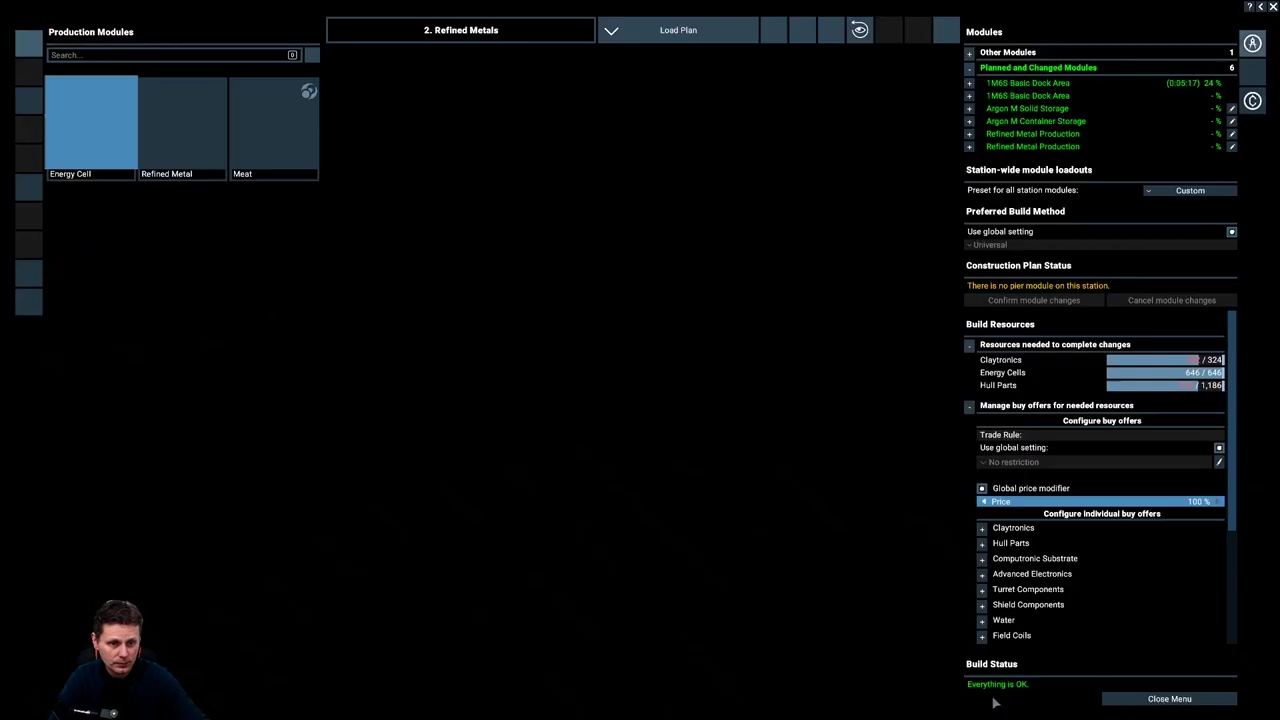 Production Modules
Search...
Energy Cell
Refined Metal
Meat
2. Refined Metals
Load Plan
Modules
Other Modules 1
Planned and Changed Modules 6
1M6S Basic Dock Area (0:05:17) 24 %
1M6S Basic Dock Area - %
Argon M Solid Storage - %
Argon M Container Storage - %
Refined Metal Production - %
Refined Metal Production - %
Station-wide module loadouts
Preset for all station modules: Custom
Preferred Build Method
Use global setting
Universal
Construction Plan Status
There is no pier module on this station.
Confirm module changes Cancel module changes
Build Resources
Resources needed to complete changes
Claytronics / 324
Energy Cells 646 / 646
Hull Parts / 1,186
Manage buy offers for needed resources
Configure buy offers
Trade Rule:
Use global setting:
No restriction
Global price modifier
Price 100 %
Configure individual buy offers
Claytronics
Hull Parts
Computronic Substrate
Advanced Electronics
Turret Components
Shield Components
Water
Field Coils
Build Status
Everything is OK.
Close Menu